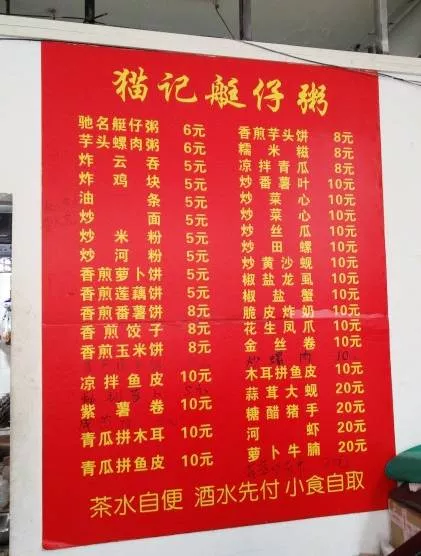 猫记艇仔粥
驰名艇仔粥 6元
芋头螺肉粥 6元
炸云吞 5元
炸鸡块 5元
油条 5元
炒面 5元
炒米粉 5元
炒河粉 5元
香煎萝卜饼 5元
香煎莲藕饼 5元
香煎番薯饼 8元
香煎饺子 8元
香煎玉米饼 8元
凉拌鱼皮 10元
紫薯卷 10元
青瓜拼木耳 10元
青瓜拼鱼皮 10元
香煎芋头饼 8元
糯米糍 8元
凉拌青瓜 8元
炒番薯叶 10元
炒菜心 10元
炒菜心 10元
炒丝瓜 10元
炒田螺 10元
炒黄沙蚬 10元
椒盐龙虱 10元
椒盐蟹 10元
脆皮炸奶 10元
花生凤爪 10元
金丝卷 10元
木耳拼鱼皮 10元
蒜茸大蚬 20元
糖醋猪手 20元
河虾 20元
萝卜牛腩 20元
茶水自便 酒水先付 小食自取